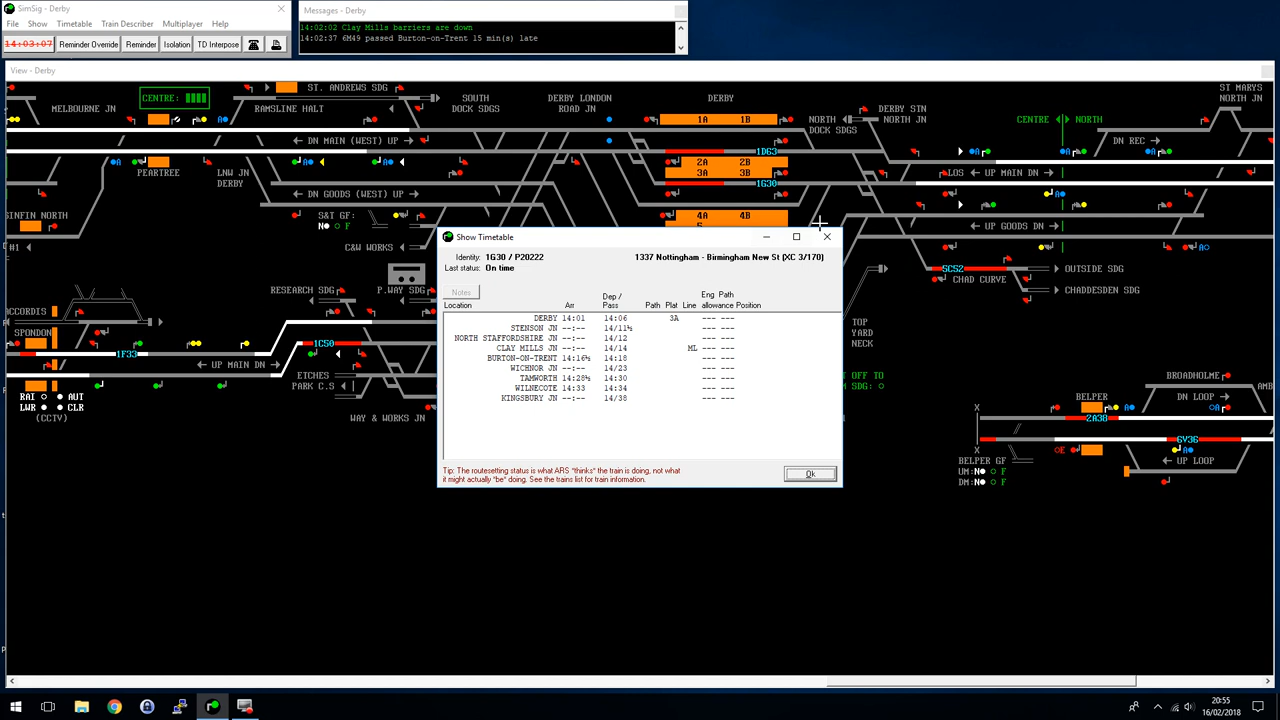 SimSig - Derby
File Show Timetable Train Describer Multiplayer Help
14:03:07 Reminder Override Reminder Isolation TD Interpose
Messages - Derby
14:02:02 Clay Mills barriers are down
14:02:37 6M49 passed Burton-on-Trent 15 min(s) late
View - Derby
MELBOURNE JN
CENTRE:
ST. ANDREWS SDG
RAMSLINE HALT
SOUTH
DOCK SDGS
DERBY LONDON
ROAD JN
DERBY
1A 1B
NORTH
DOCK SDGS
DERBY STN
NORTH JN
CENTRE NORTH
ST MARYS
NORTH JN
DN REC →
A
← DN MAIN (WEST) UP →
1D63
A
PEARTREE
LNW JN
DERBY
A
A
2A 2B
3A 3B
LOS ← UP MAIN DN →
A
A
A
← DN GOODS (WEST) UP →
1G30
A
SINFIN NORTH
#1
S&T GF:
N F
C&W WORKS
4A 4B
5
← UP GOODS DN →
A
A
RESEARCH SDG
P.WAY SDG
5C52
OUTSIDE SDG
CHAD CURVE
CHADDESDEN SDG
ACCORDIS
SPONDON
1F33
1C50
← UP MAIN DN →
ETCHES
PARK C.S
RAI AUT
LWR CLR
(CCTV)
WAY & WORKS JN
TOP
YARD
NECK
OFF TO
M SDG:
BROADHOLME
BELPER
DN LOOP →
AMB
X
A
A
2A38
6V36
X
E
A
BELPER GF
← UP LOOP
UM:N F
DM:N F
Show Timetable
Identity: 1G30 / P20222 1337 Nottingham - Birmingham New St (XC 3/170)
Last status: On time
Notes
Location Arr Dep / Pass Path Plat Line Eng allowance Path allowance Position
DERBY 14:01 14:06 3A --- ---
STENSON JN --:-- 14/11½ --- ---
NORTH STAFFORDSHIRE JN --:-- 14/12 --- ---
CLAY MILLS JN --:-- 14/14 ML --- ---
BURTON-ON-TRENT 14:16½ 14:18 --- ---
WICHNOR JN --:-- 14/23 --- ---
TAMWORTH 14:28½ 14:30 --- ---
WILNECOTE 14:33 14:34 --- ---
KINGSBURY JN --:-- 14/38 --- ---
Tip: The routesetting status is what ARS "thinks" the train is doing, not what
it might actually "be" doing. See the trains list for train information.
Ok
20:55
16/02/2018